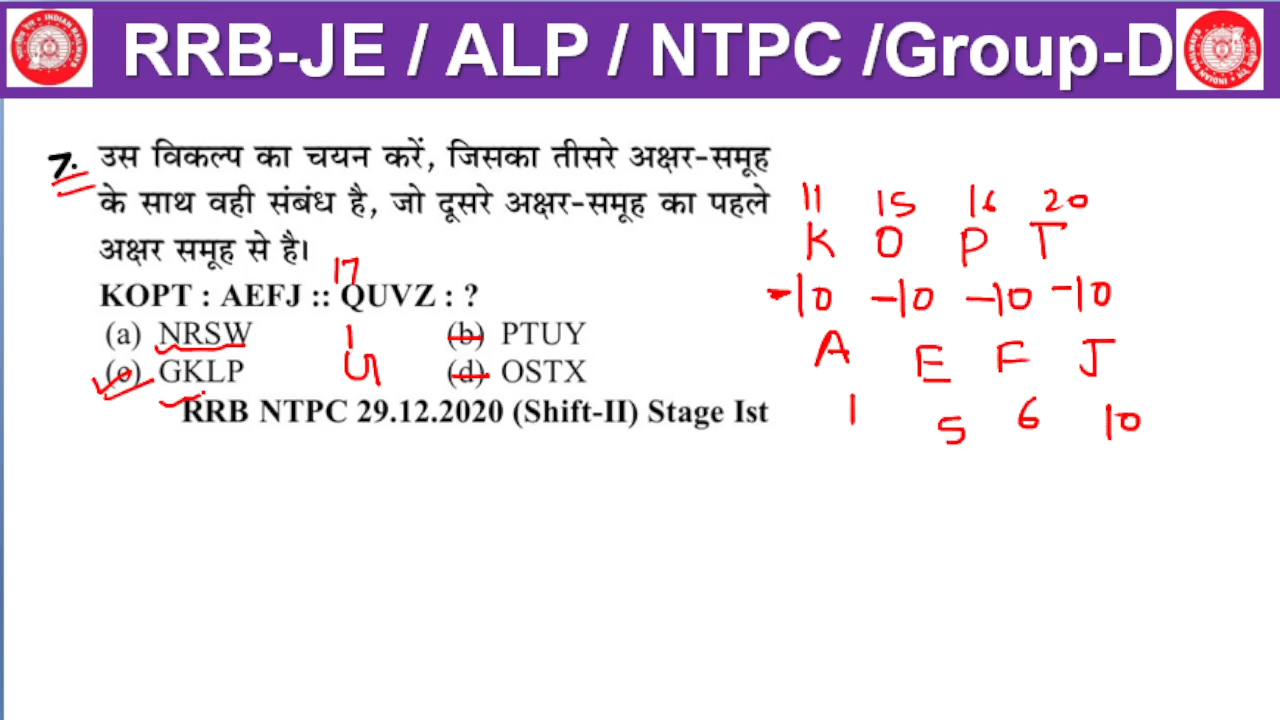 RRB-JE / ALP / NTPC /Group-D
7. उस विकल्प का चयन करें, जिसका तीसरे अक्षर-समूह
के साथ वही संबंध है, जो दूसरे अक्षर-समूह का पहले
अक्षर समूह से है।
17
KOPT : AEFJ :: QUVZ : ?
(a) NRSW (b) PTUY
(c) GKLP (d) OSTX
RRB NTPC 29.12.2020 (Shift-II) Stage Ist
11 15 16 20
K O P T
-10 -10 -10 -10
A E F J
1 5 6 10